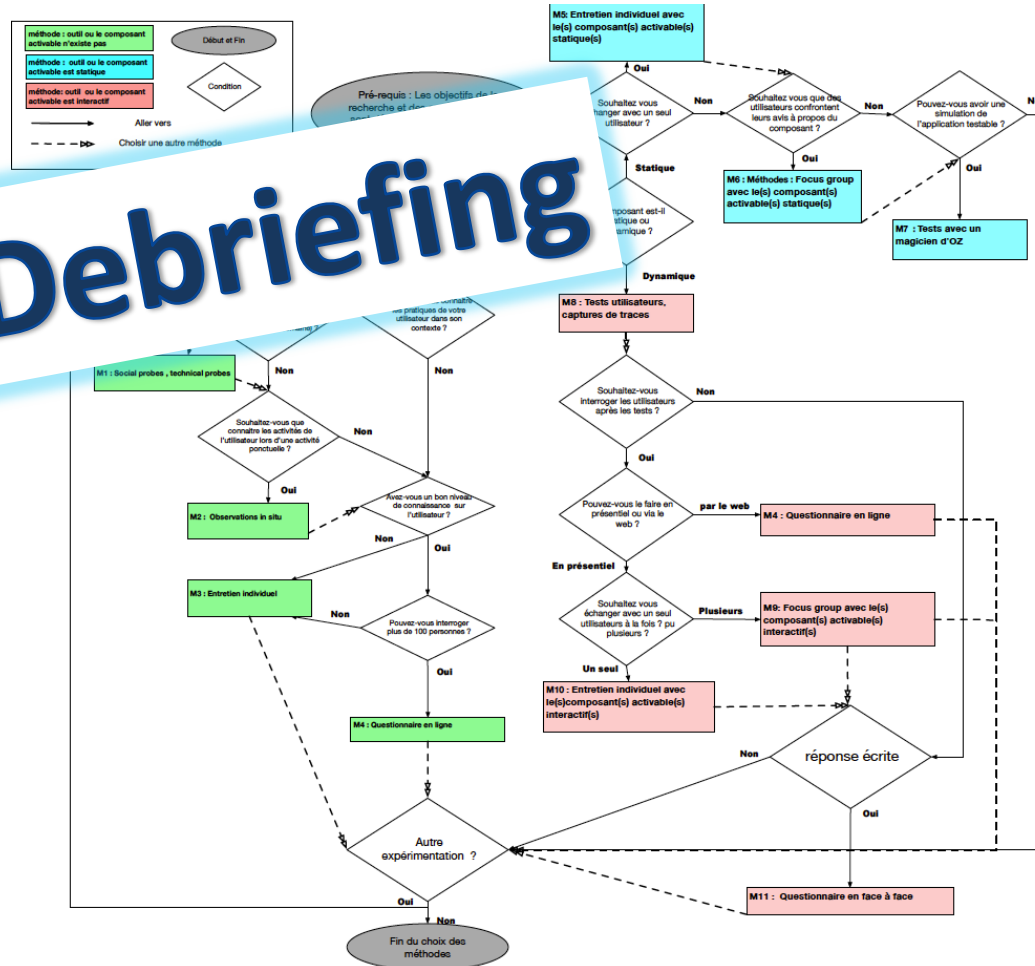 méthode : outil ou le composant
activable n'existe pas
méthode : outil ou le composant
activable est statique
méthode: outil ou le composant
activable est interactif
Aller vers
Choisir une autre méthode
Début et Fin
Condition
Pré-requis : Les objectifs de
recherche et
Debriefing
M5: Entretien individuel avec
le(s) composant(s) activable(s)
statique(s)
Oui
Souhaitez vous
échanger avec un seul
utilisateur ?
Non
Souhaitez vous que des
utilisateurs confrontent
leurs avis à propos du
composant ?
Non
Pouvez-vous avoir une
simulation de
l'application testable ?
Oui
Oui
M6 : Méthodes : Focus group
avec le(s) composant(s)
activable(s) statique(s)
M7 : Tests avec un
magicien d'OZ
Statique
composant est-il
ou
Dynamique
M8 : Tests utilisateurs,
captures de traces
pratiques de votre
utilisateur dans son
contexte ?
M1 : Social probes , technical probes
Non
Non
Souhaitez-vous que
connaître les activités de
l'utilisateur lors d'une activité
ponctuelle ?
Non
Oui
M2 : Observations in situ
Avez-vous un bon niveau
de connaissance sur
l'utilisateur ?
Non
Oui
M3 : Entretien individuel
Non
Pouvez-vous interroger
plus de 100 personnes ?
Oui
M4 : Questionnaire en ligne
Souhaitez-vous
interroger les utilisateurs
après les tests ?
Non
Oui
Pouvez-vous le faire en
présentiel ou via le
web ?
par le web
M4 : Questionnaire en ligne
En présentiel
Souhaitez vous
échanger avec un seul
utilisateurs à la fois ? pu
plusieurs ?
Plusieurs
M9: Focus group avec le(s)
composant(s) activable(s)
interactif(s)
Un seul
M10 : Entretien individuel avec
le(s)composant(s) activable(s)
interactif(s)
Non
réponse écrite
Oui
M11 : Questionnaire en face à face
Autre
expérimentation ?
Oui
Non
Fin du choix des
méthodes